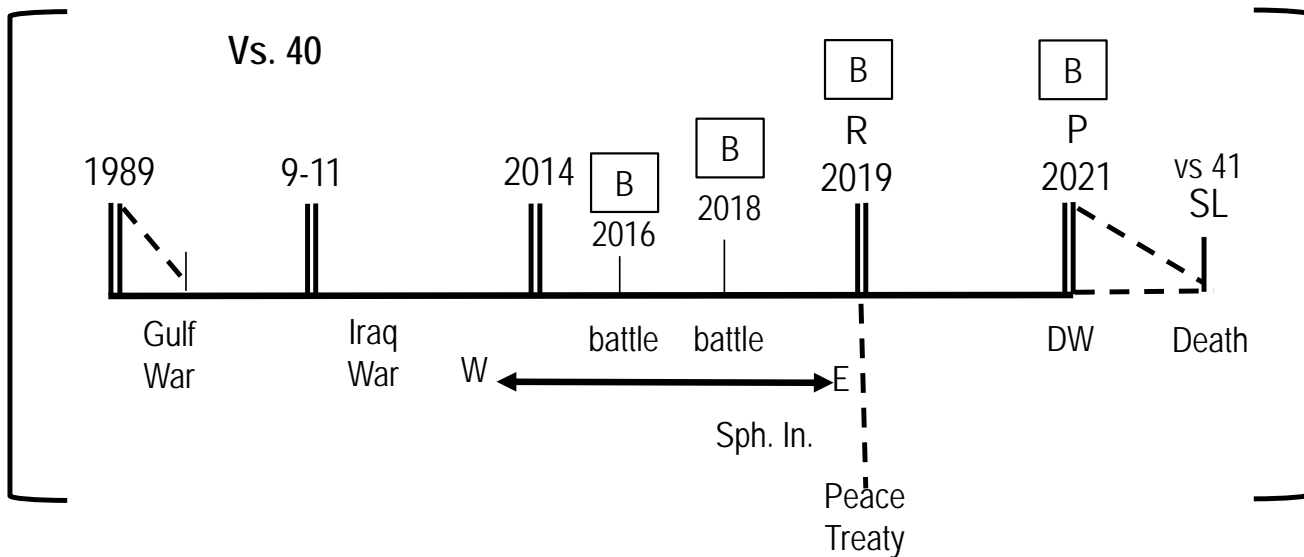 Vs. 40
B
B
R
P
B
B
1989
9-11
2014
2016
2018
2019
2021
vs 41
SL
Gulf
War
Iraq
War
battle
battle
DW
Death
W
E
Sph. In.
Peace
Treaty